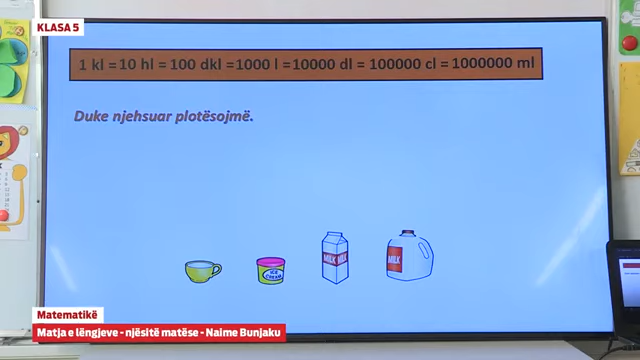 KLASA 5
1 kl =10 hl = 100 dkl =1000 l =10000 dl = 100000 cl = 1000000 ml
Duke njehsuar plotësojmë.
ICE CREAM
MILK MILK
MILK
Matematikë
Matja e lëngjeve - njësitë matëse - Naime Bunjaku